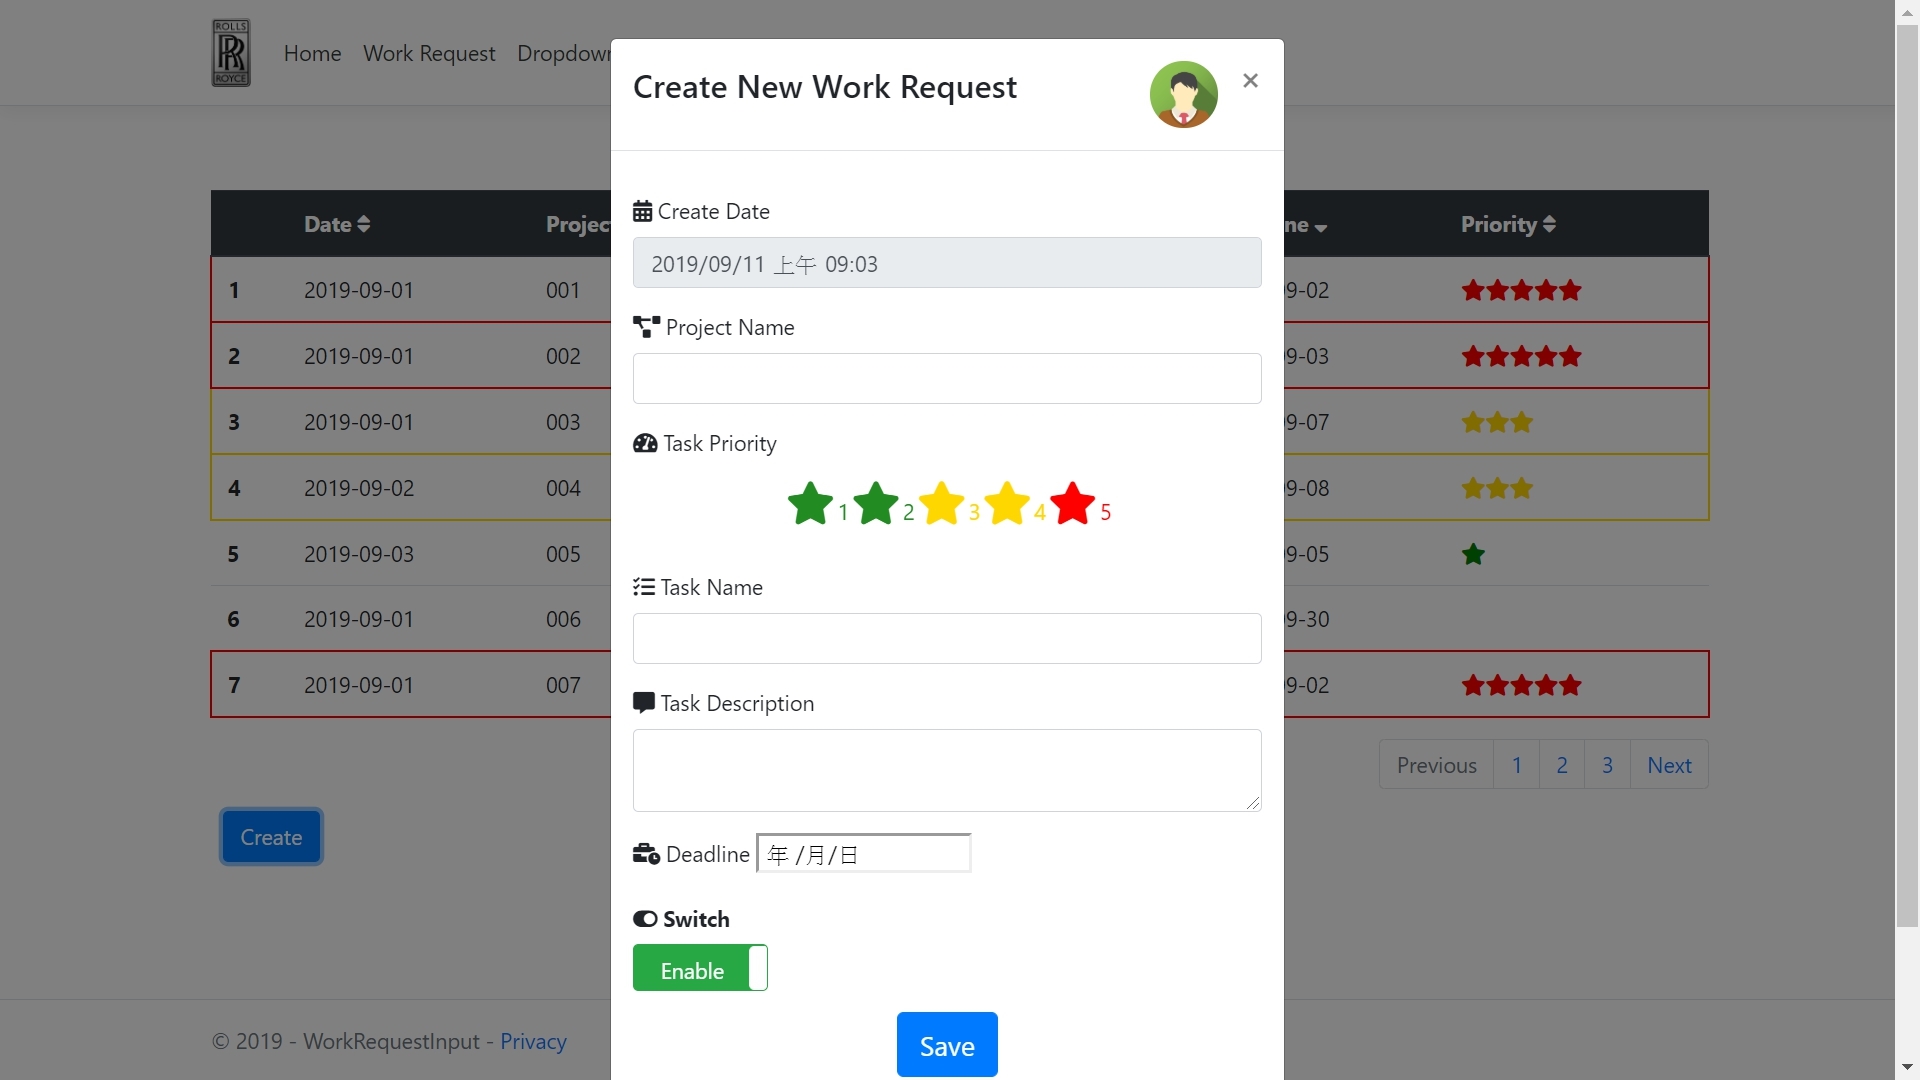 ROLLS
RR
ROYCE
Home Work Request Dropdown
Create New Work Request
×
Date Project ne Priority
1 2019-09-01 001 9-02
2 2019-09-01 002 9-03
3 2019-09-01 003 9-07
4 2019-09-02 004 9-08
5 2019-09-03 005 9-05
6 2019-09-01 006 9-30
7 2019-09-01 007 9-02
Previous 1 2 3 Next
Create
Create Date
2019/09/11 上午 09:03
Project Name
Task Priority
1 2 3 4 5
Task Name
Task Description
Deadline 年 /月/日
Switch
Enable
Save
© 2019 - WorkRequestInput - Privacy